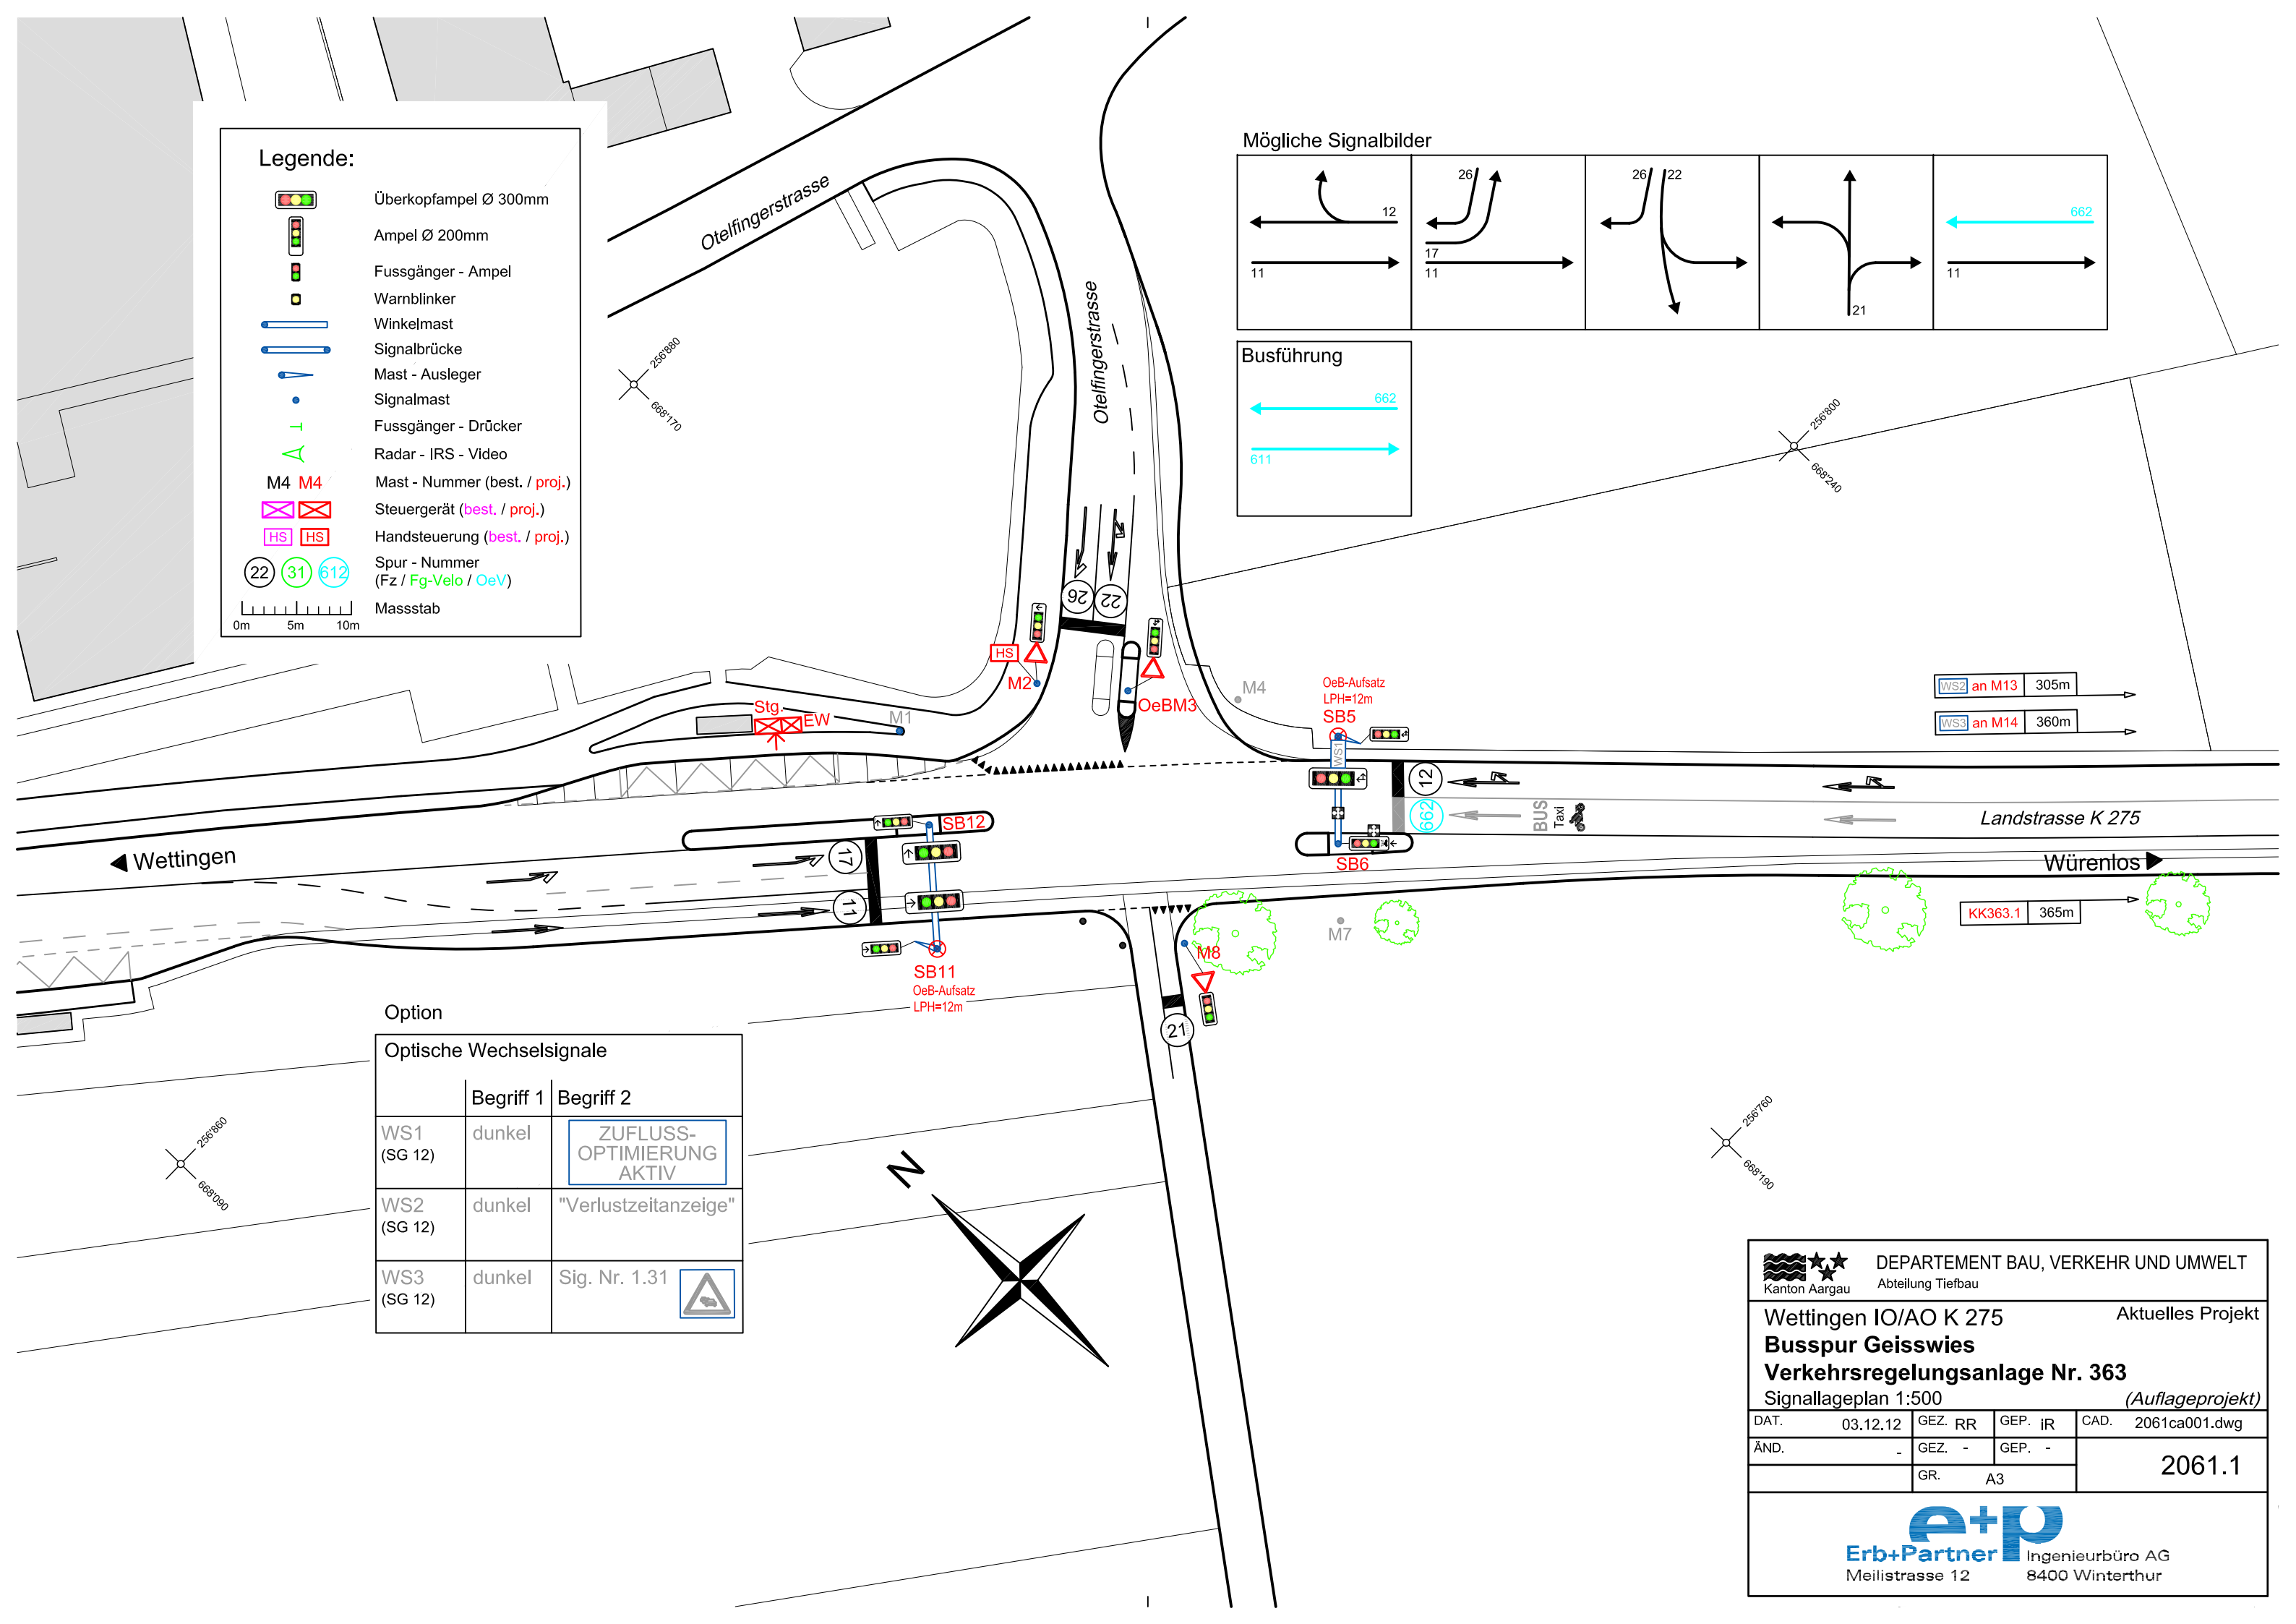 Legende:
Überkopfampel Ø 300mm
Ampel Ø 200mm
Fussgänger - Ampel
Warnblinker
Winkelmast
Signalbrücke
Mast - Ausleger
Signalmast
Fussgänger - Drücker
Radar - IRS - Video
M4 M4 Mast - Nummer (best. / proj.)
Steuergerät (best. / proj.)
HS HS Handsteuerung (best. / proj.)
22 31 612 Spur - Nummer
(Fz / Fg-Velo / OeV)
Massstab
0m 5m 10m
Otelfingerstrasse
Otelfingerstrasse
256'880
668'170
Mögliche Signalbilder
12
11
26
17
11
26 22
21
662
11
Busführung
662
611
256'800
668'240
26 22
HS
M2
OeBM3
M4
OeB-Aufsatz
LPH=12m
SB5
WS1
WS2 an M13 305m
WS3 an M14 360m
Stg.
EW
M1
12
662
BUS
Taxi
Landstrasse K 275
SB12
Wettingen
17
11
SB6
Würenlos
KK363.1 365m
M7
M8
SB11
OeB-Aufsatz
LPH=12m
21
Option
Optische Wechselsignale
Begriff 1 Begriff 2
WS1
(SG 12)
dunkel
ZUFLUSS-
OPTIMIERUNG
AKTIV
WS2
(SG 12)
dunkel
"Verlustzeitanzeige"
WS3
(SG 12)
dunkel
Sig. Nr. 1.31
256'860
668'090
N
256'760
668'190
Kanton Aargau
DEPARTEMENT BAU, VERKEHR UND UMWELT
Abteilung Tiefbau
Wettingen IO/AO K 275 Aktuelles Projekt
Busspur Geisswies
Verkehrsregelungsanlage Nr. 363
Signallageplan 1:500 (Auflageprojekt)
DAT. 03.12.12 GEZ. RR GEP. iR CAD. 2061ca001.dwg
ÄND. - GEZ. - GEP. -
2061.1
GR. A3
e+p
Erb+Partner Ingenieurbüro AG
Meilistrasse 12 8400 Winterthur